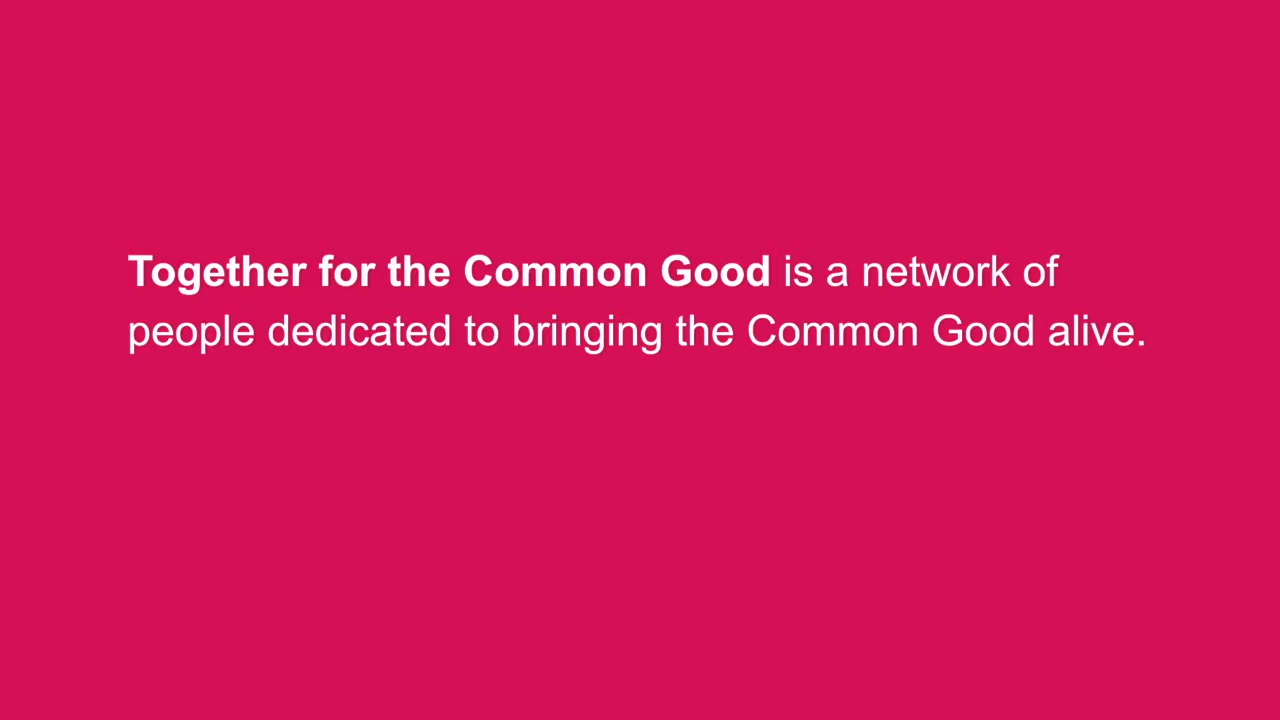 Together for the Common Good is a network of
people dedicated to bringing the Common Good alive.